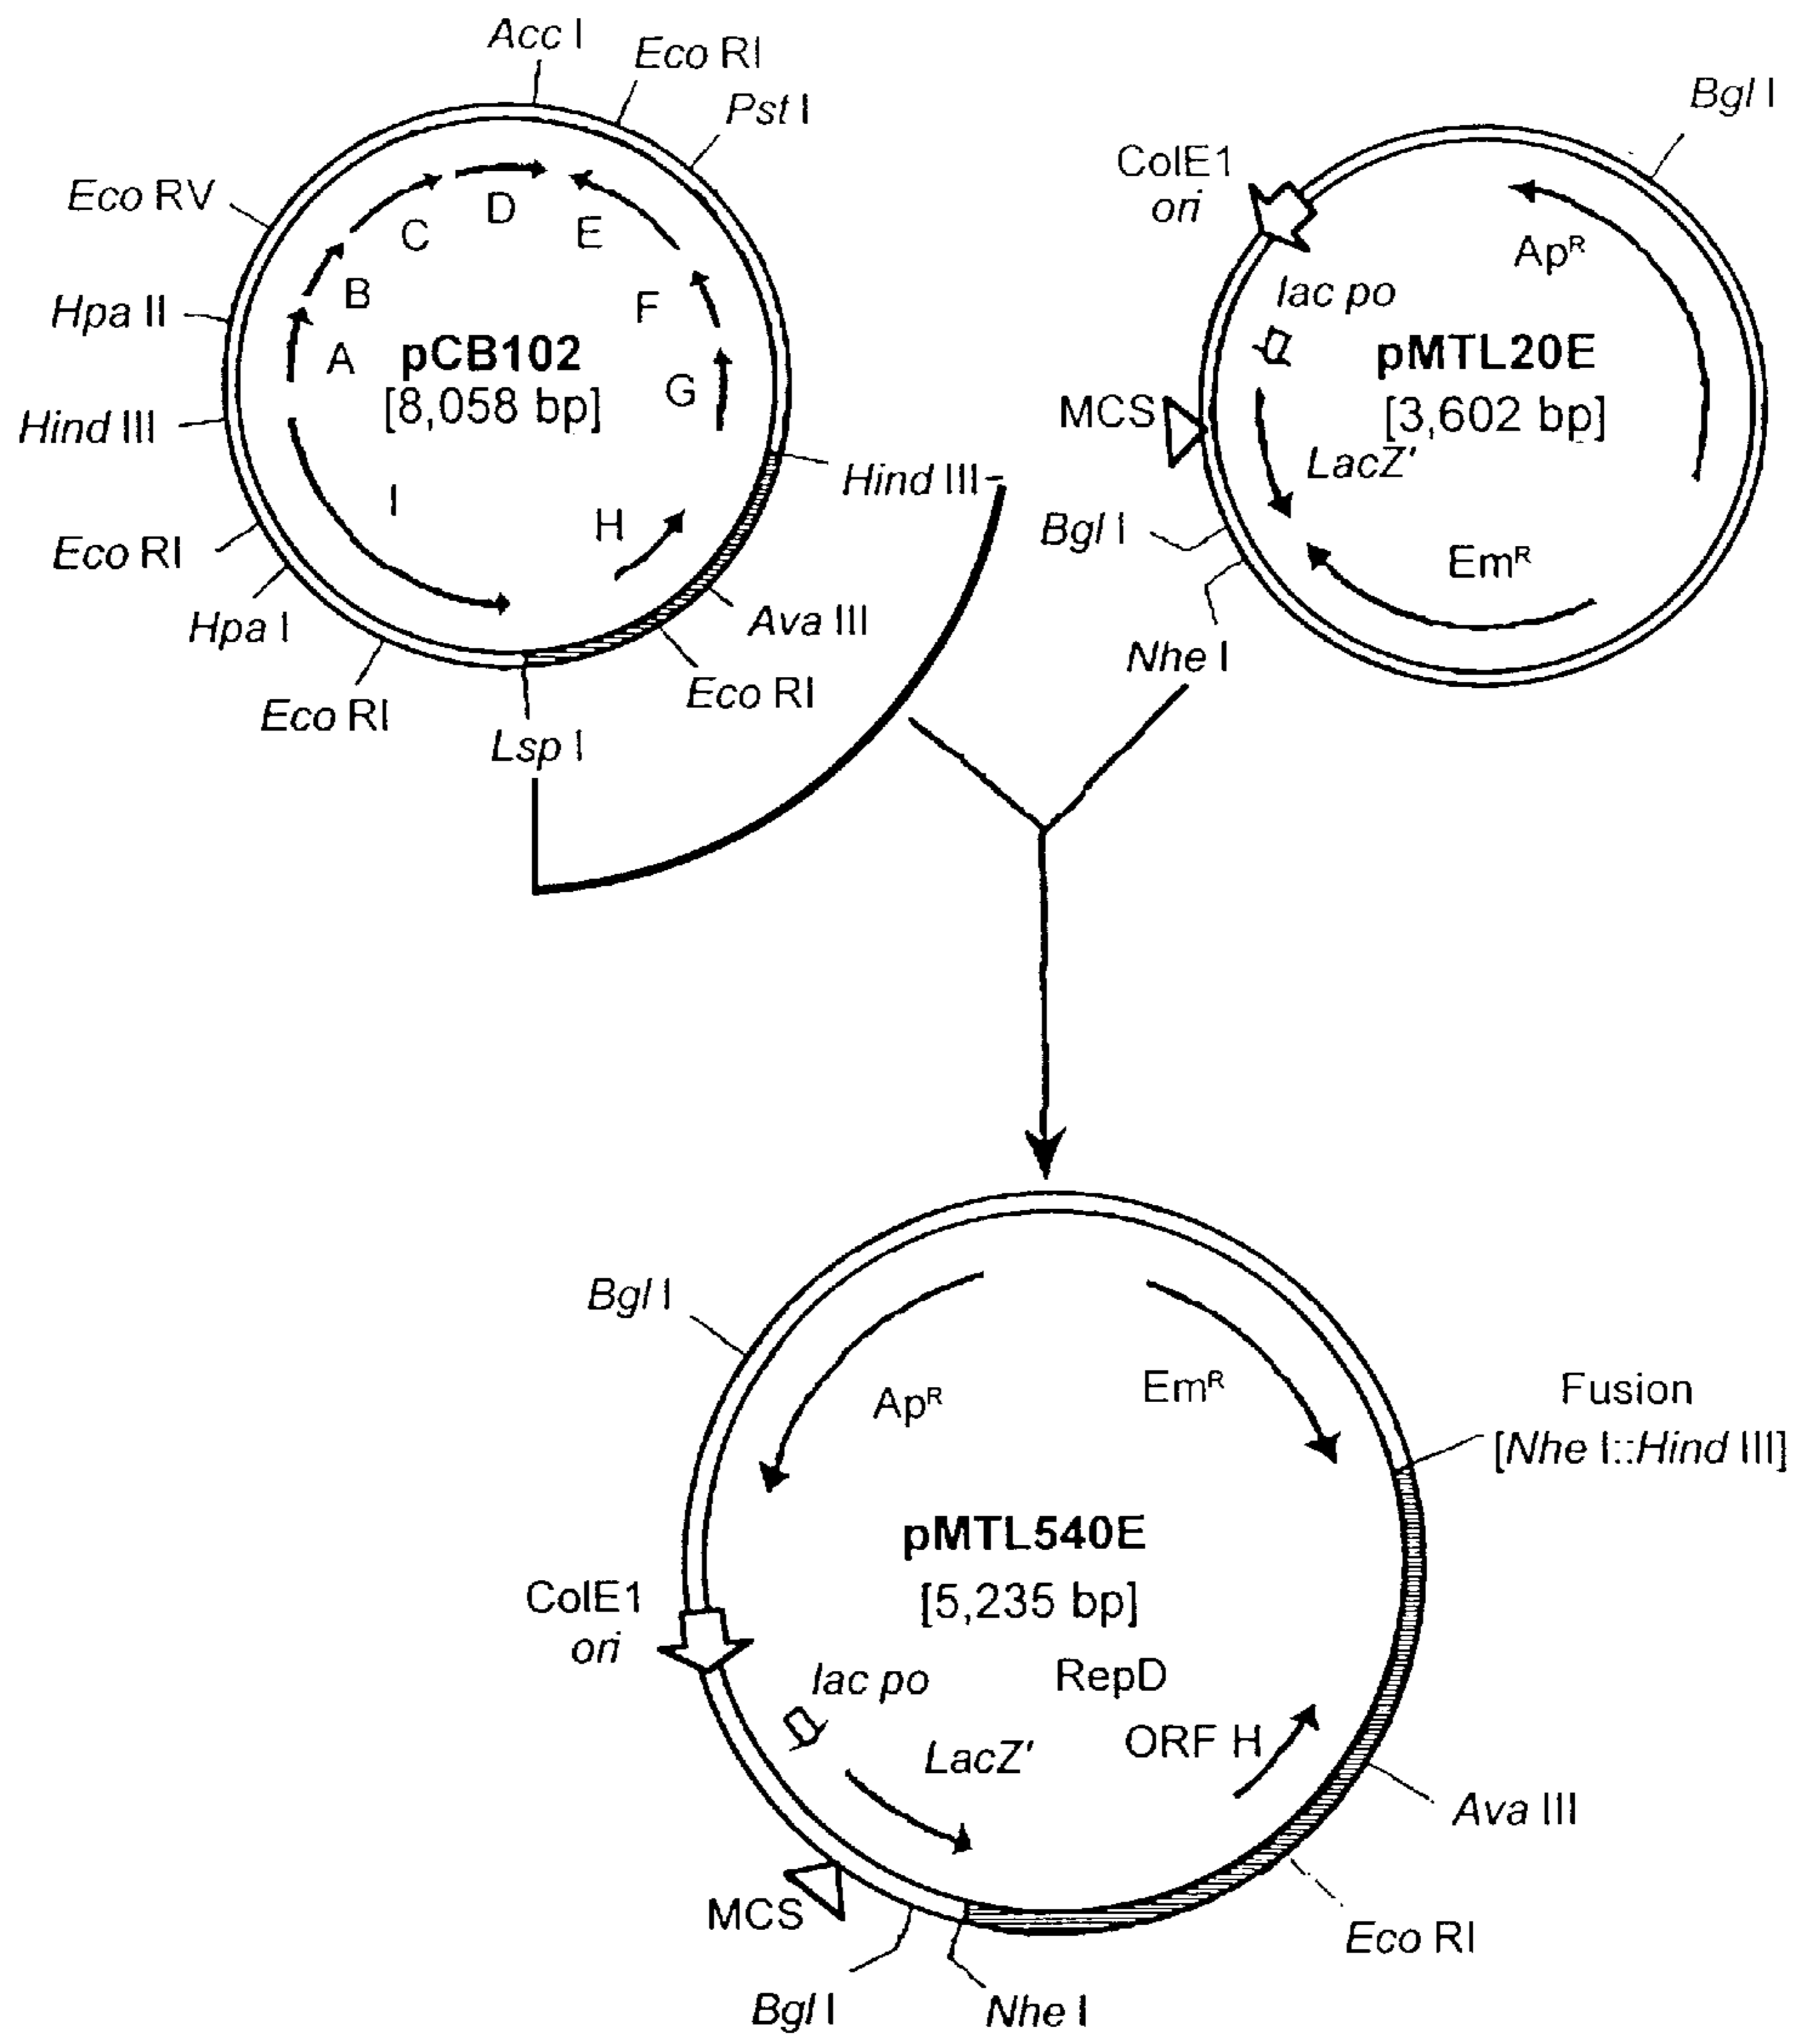 Acc I
Eco RI
Pst I
Eco RV
Hpa II
Hind III
Eco RI
Hpa I
Eco RI
Lsp I
Eco RI
Ava III
Hind III
A
B
C
D
E
F
G
H
I
pCB102
[8,058 bp]
Bgl I
ColE1
ori
Ap^R
lac po
pMTL20E
[3,602 bp]
MCS
LacZ'
Bgl I
Em^R
Nhe I
Bgl I
Ap^R
Em^R
Fusion
[Nhe I::Hind III]
pMTL540E
[5,235 bp]
ColE1
ori
lac po
RepD
LacZ'
ORF H
Ava III
MCS
Eco RI
Bgl I
Nhe I